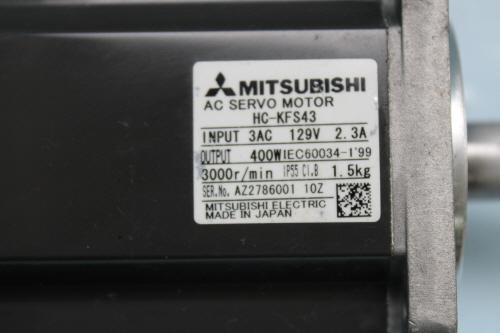 MITSUBISHI
AC SERVO MOTOR
HC-KFS43
INPUT 3AC 129V 2.3A
OUTPUT 400W IEC60034-1'99
3000r/min IP55 Cl.B 1.5kg
SER.No. AZ2786001 10Z
MITSUBISHI ELECTRIC
MADE IN JAPAN